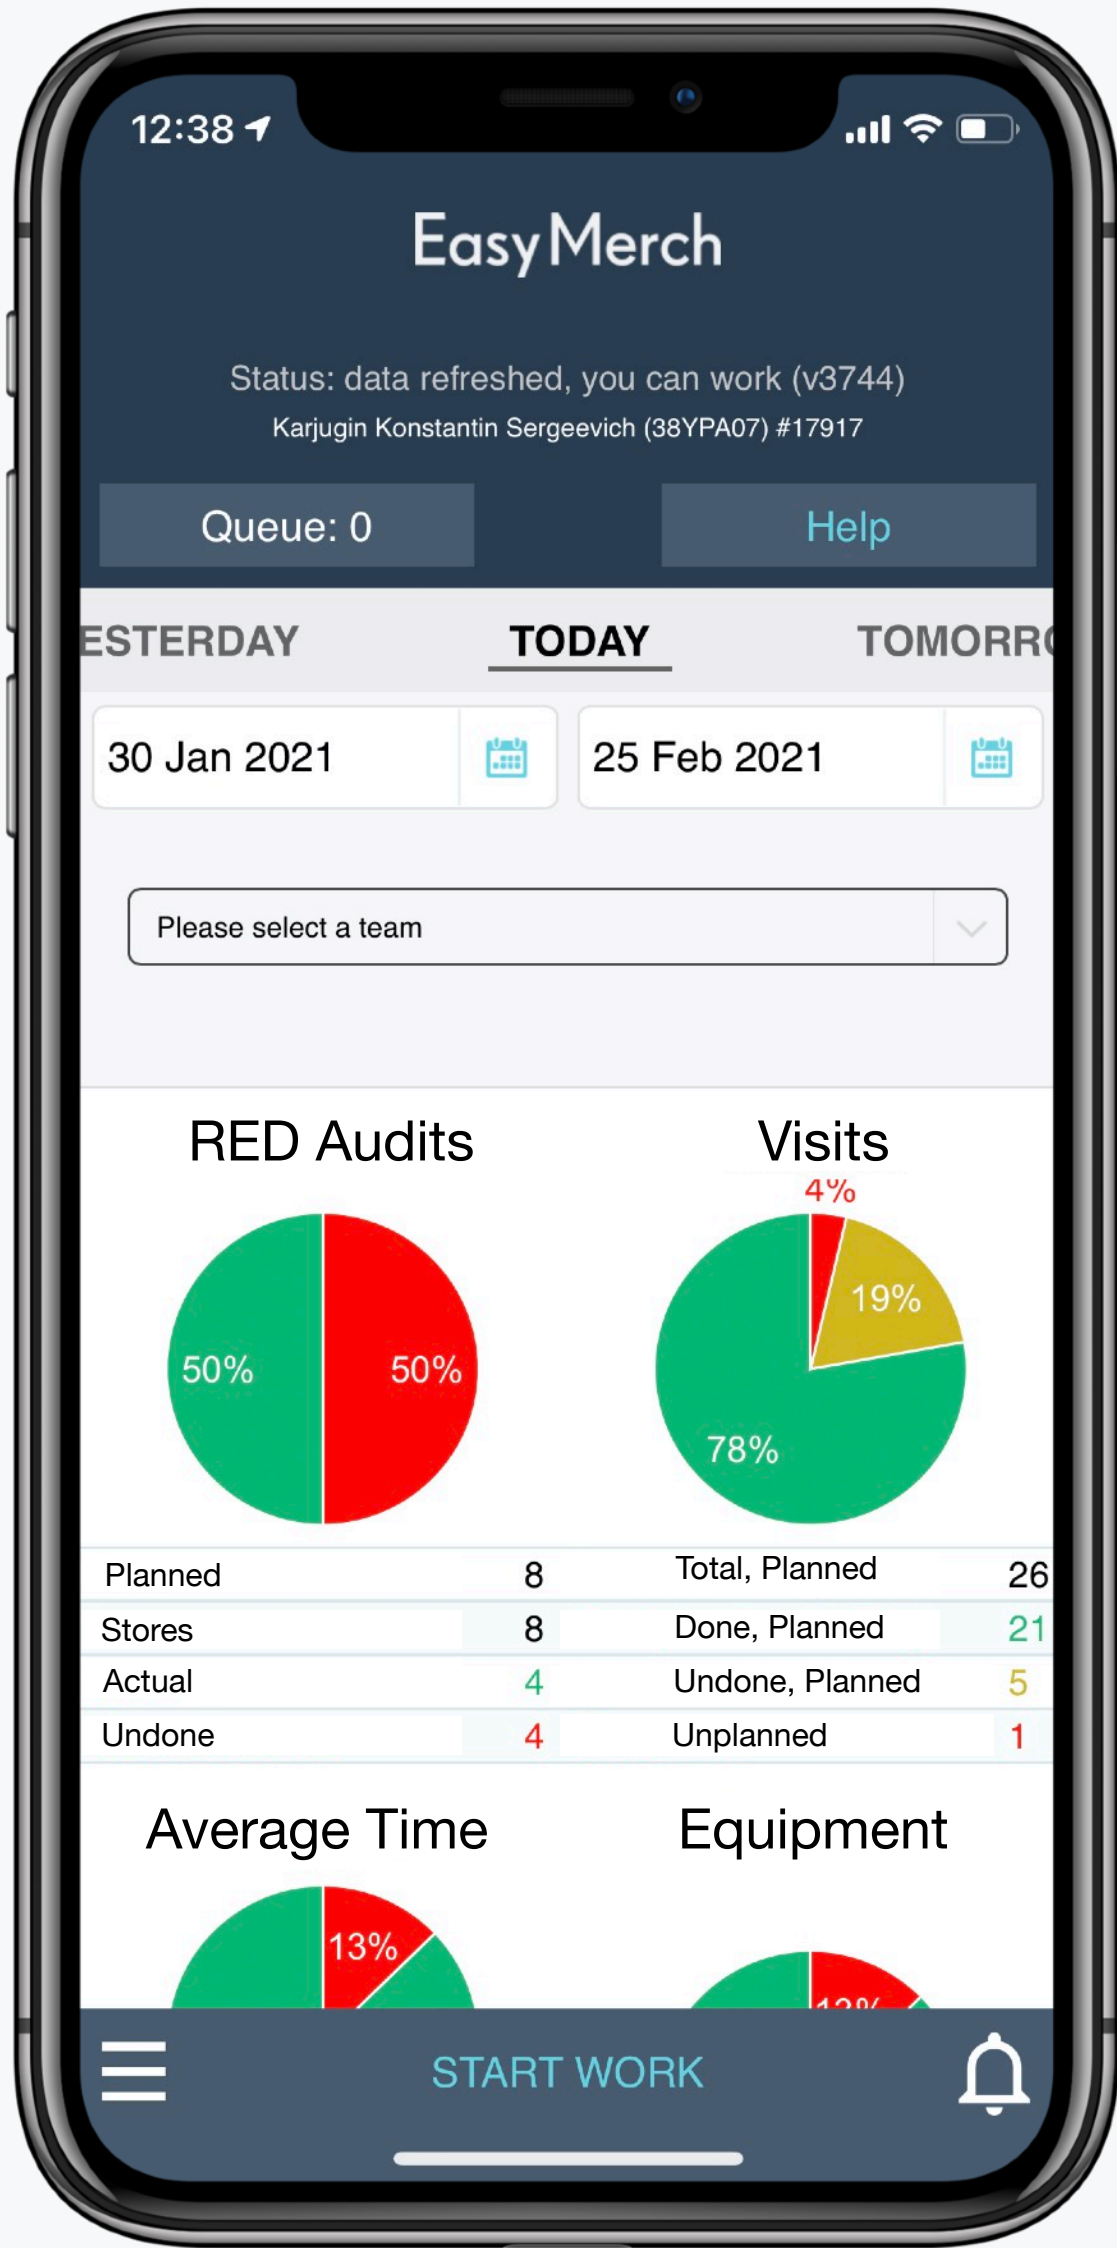 12:38
EasyMerch
Status: data refreshed, you can work (v3744)
Karjugin Konstantin Sergeevich (38YPA07) #17917
Queue: 0
Help
ESTERDAY
TODAY
TOMORRO
30 Jan 2021
25 Feb 2021
Please select a team
RED Audits
50%
50%
Planned 8
Stores 8
Actual 4
Undone 4
Visits
4%
19%
78%
Total, Planned 26
Done, Planned 21
Undone, Planned 5
Unplanned 1
Average Time
13%
Equipment
START WORK